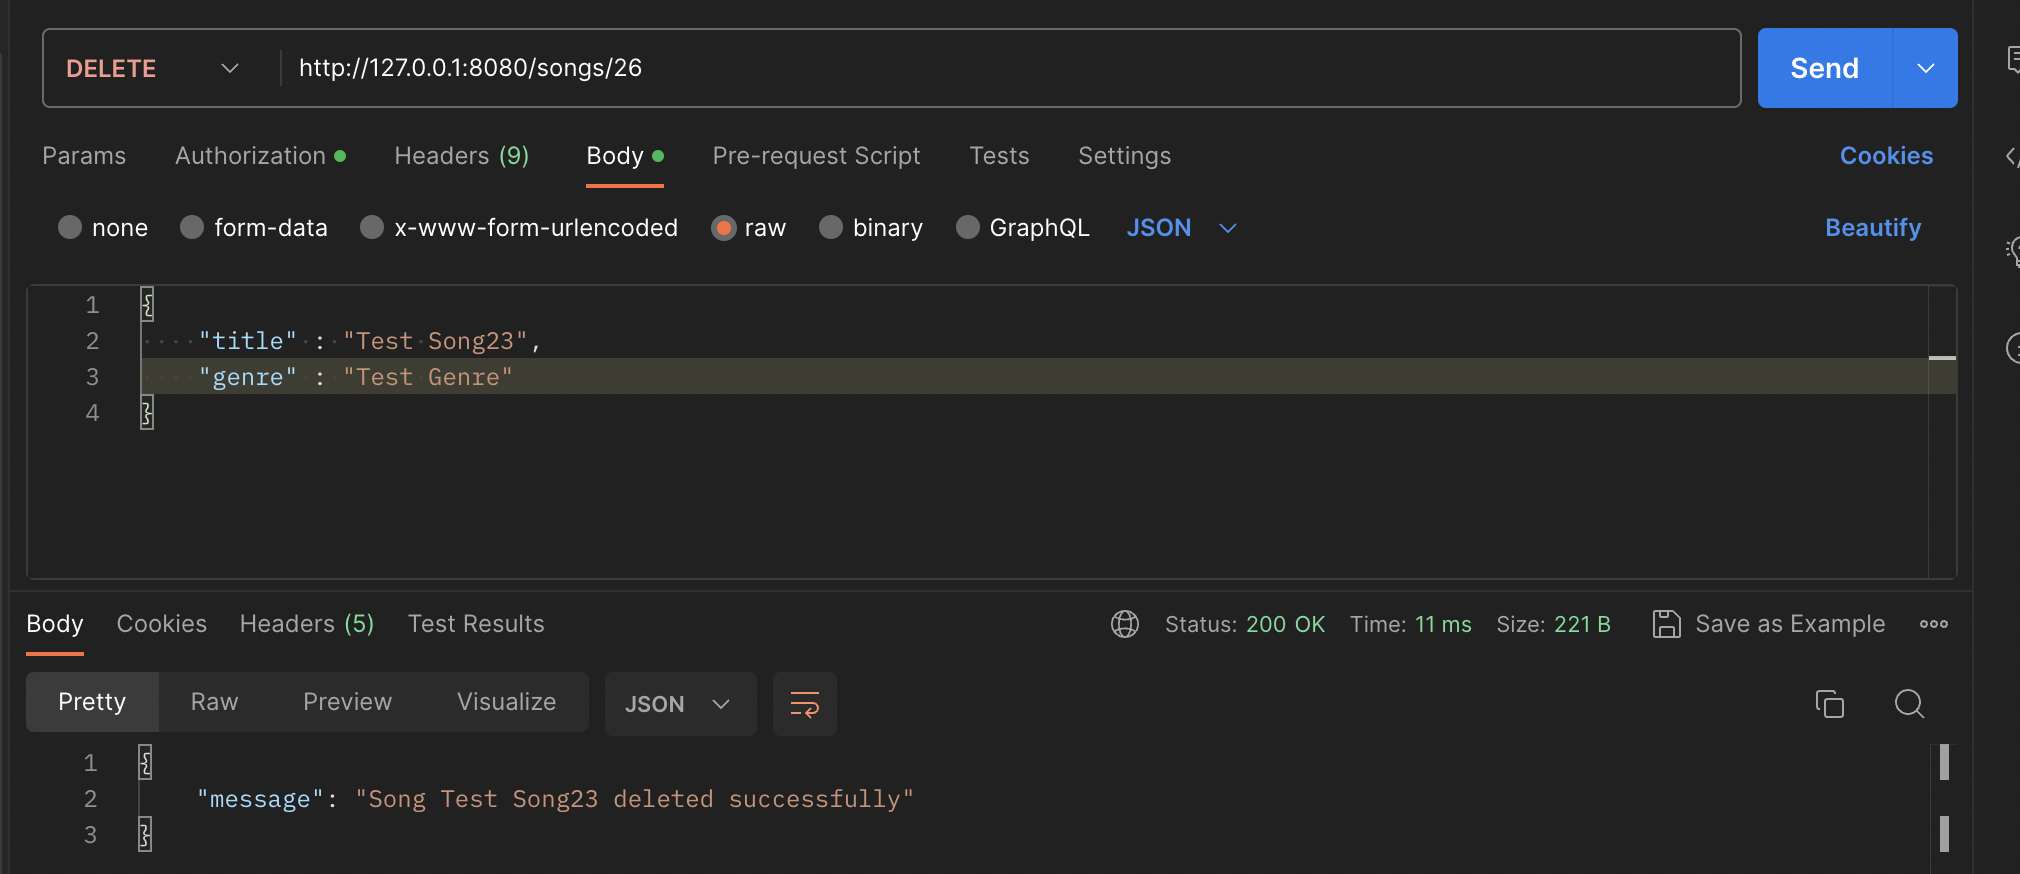 DELETE http://127.0.0.1:8080/songs/26 Send
Params Authorization Headers (9) Body Pre-request Script Tests Settings Cookies
none form-data x-www-form-urlencoded raw binary GraphQL JSON Beautify
1 {
2 "title" : "Test Song23",
3 "genre" : "Test Genre"
4 }
Body Cookies Headers (5) Test Results Status: 200 OK Time: 11 ms Size: 221 B Save as Example
Pretty Raw Preview Visualize JSON
1 {
2 "message": "Song Test Song23 deleted successfully"
3 }